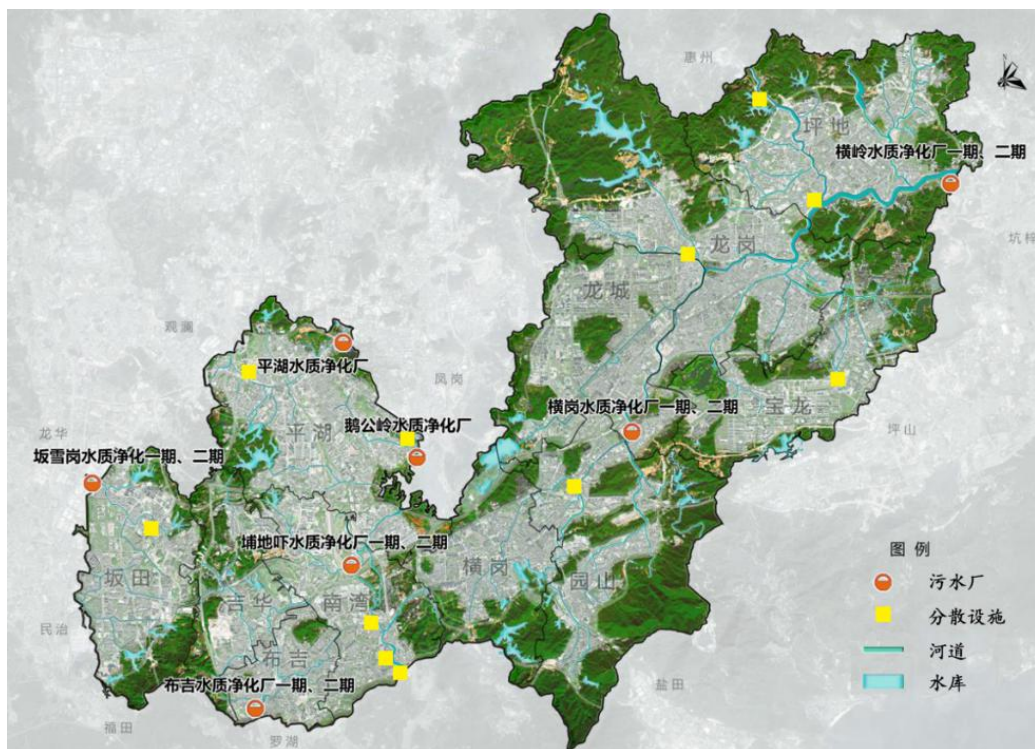 惠州
N
坪地
横岭水质净化厂一期、二期
坑梓
龙岗
龙城
观澜
平湖水质净化厂
凤岗
横岗水质净化厂一期、二期
宝龙
鹅公岭水质净化厂
平湖
龙华
坂雪岗水质净化一期、二期
坪山
埔地吓水质净化厂一期、二期
图例
横岗
园山
污水厂
坂田
吉华
南湾
分散设施
民治
河道
布吉
布吉水质净化厂一期、二期
水库
盐田
福田
罗湖